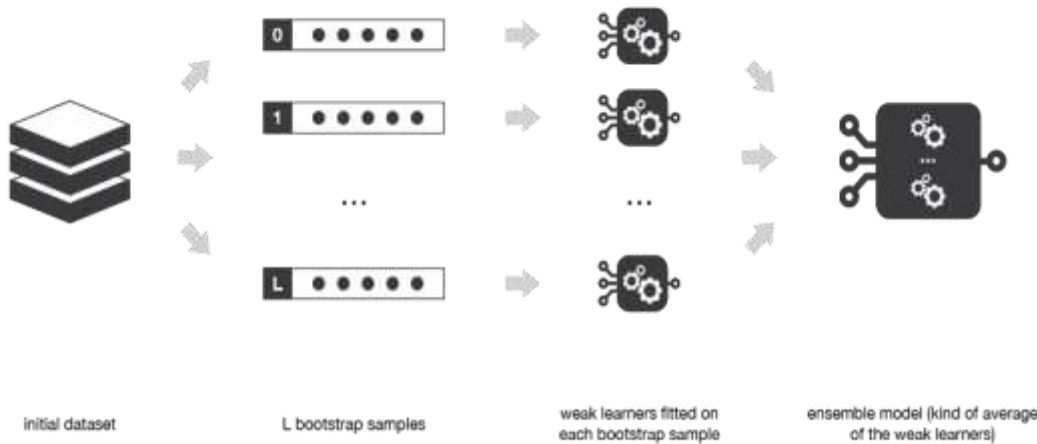 0
1
...
...
...
L
initial dataset
L bootstrap samples
weak learners fitted on
each bootstrap sample
ensemble model (kind of average
of the weak learners)